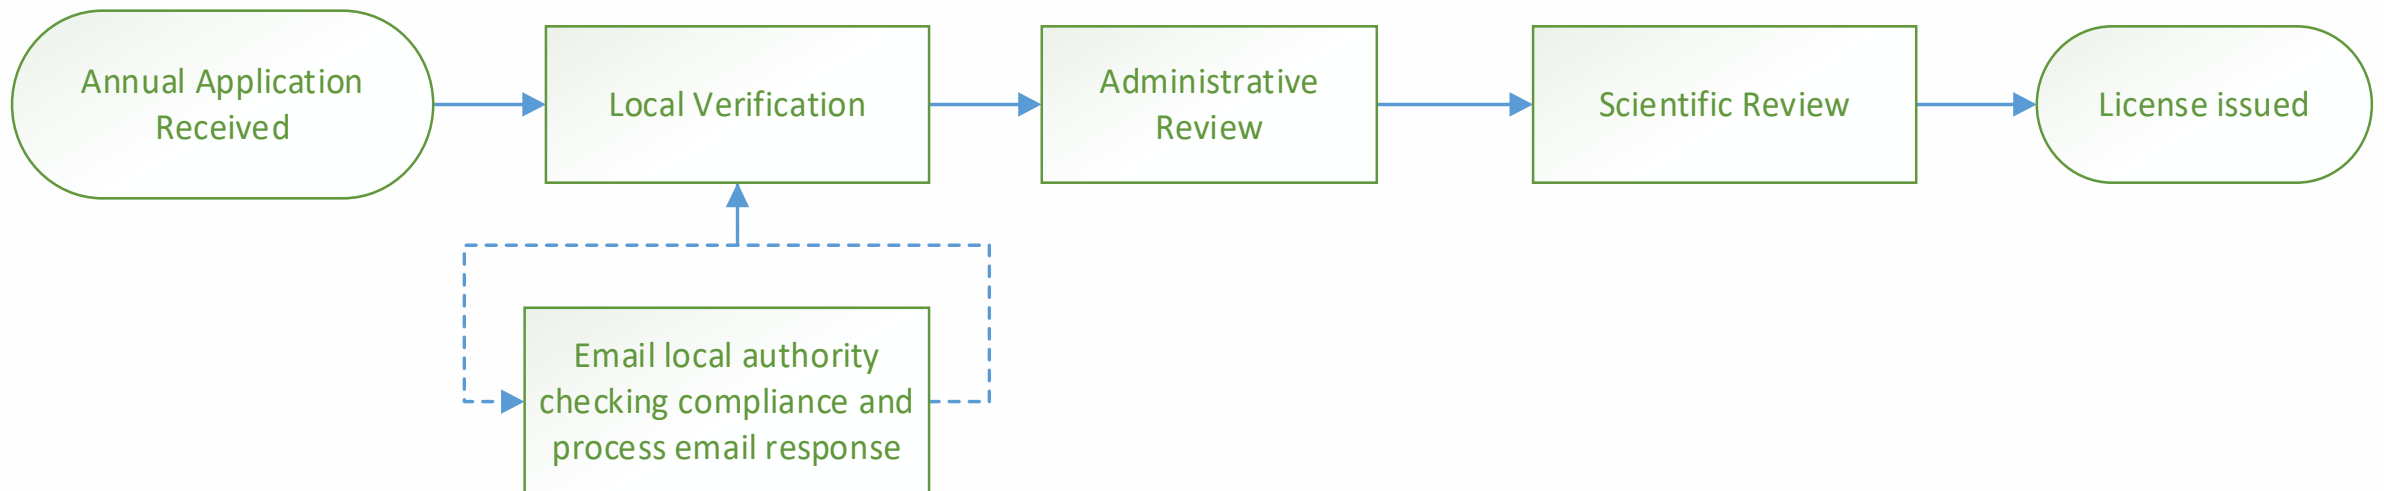 Annual Application
Received
Local Verification
Administrative
Review
Scientific Review
License issued
Email local authority
checking compliance and
process email response